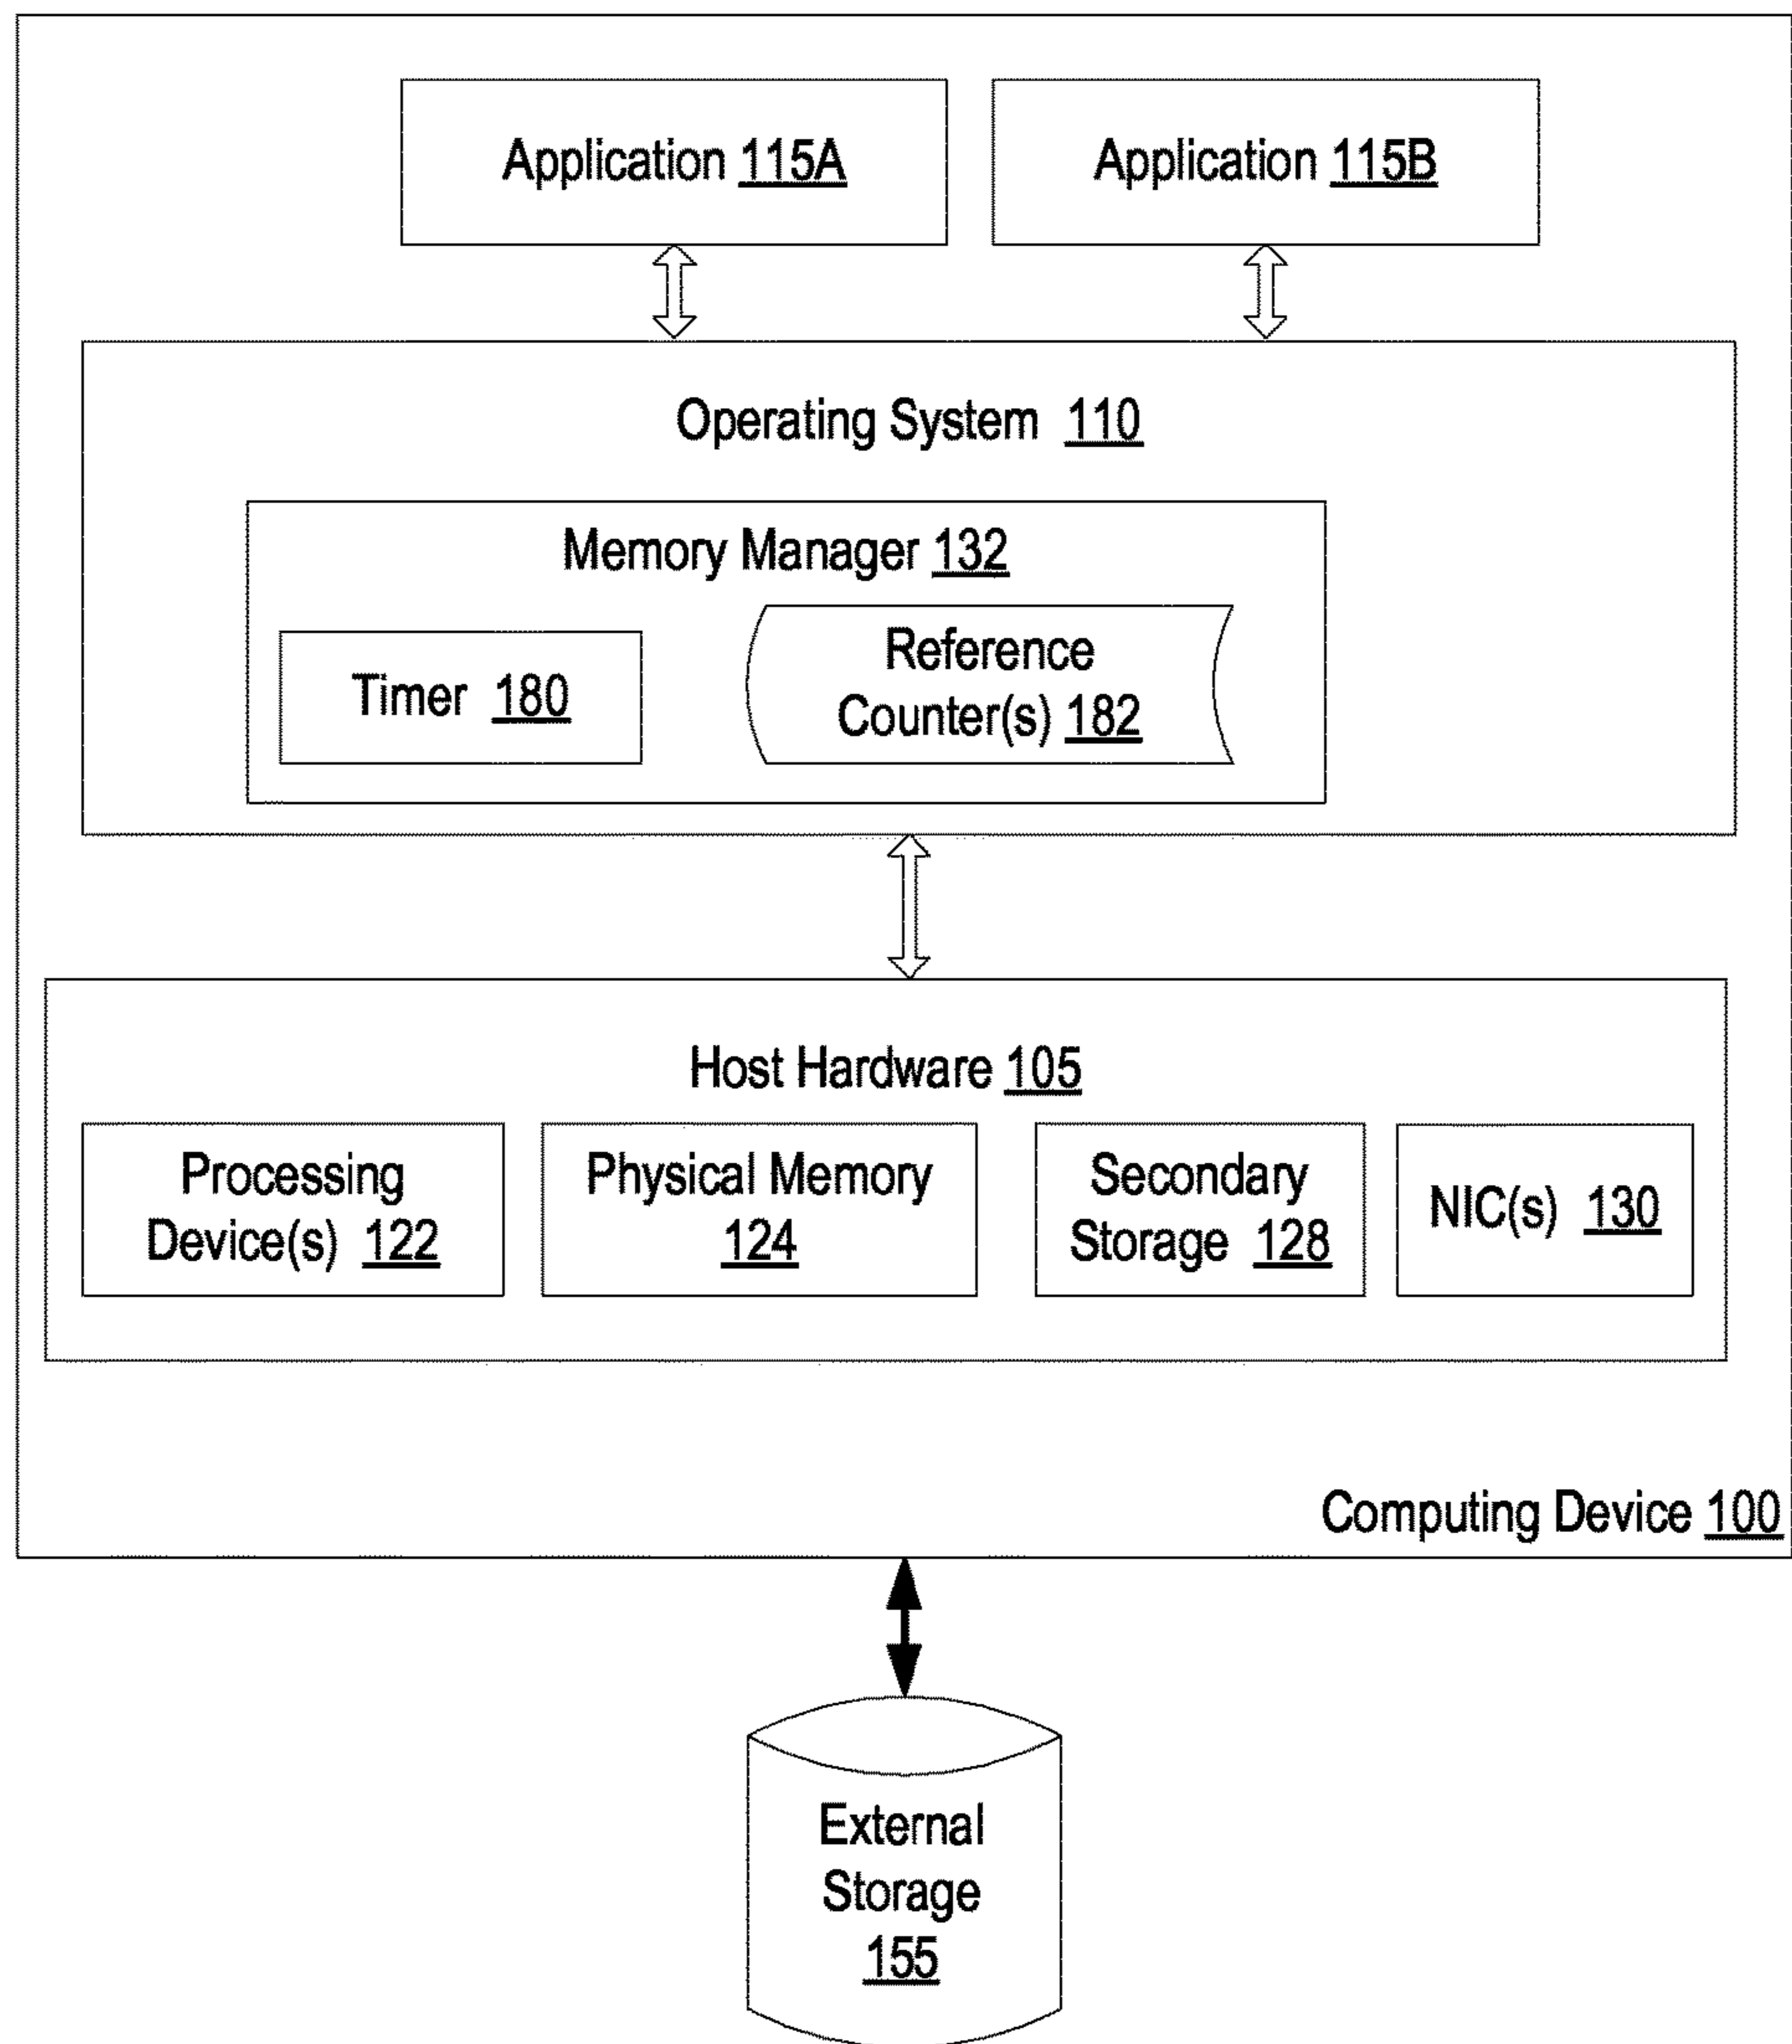 Application 115A
Application 115B
Operating System 110
Memory Manager 132
Timer 180
Reference
Counter(s) 182
Host Hardware 105
Processing
Device(s) 122
Physical Memory
124
Secondary
Storage 128
NIC(s) 130
Computing Device 100
External
Storage
155